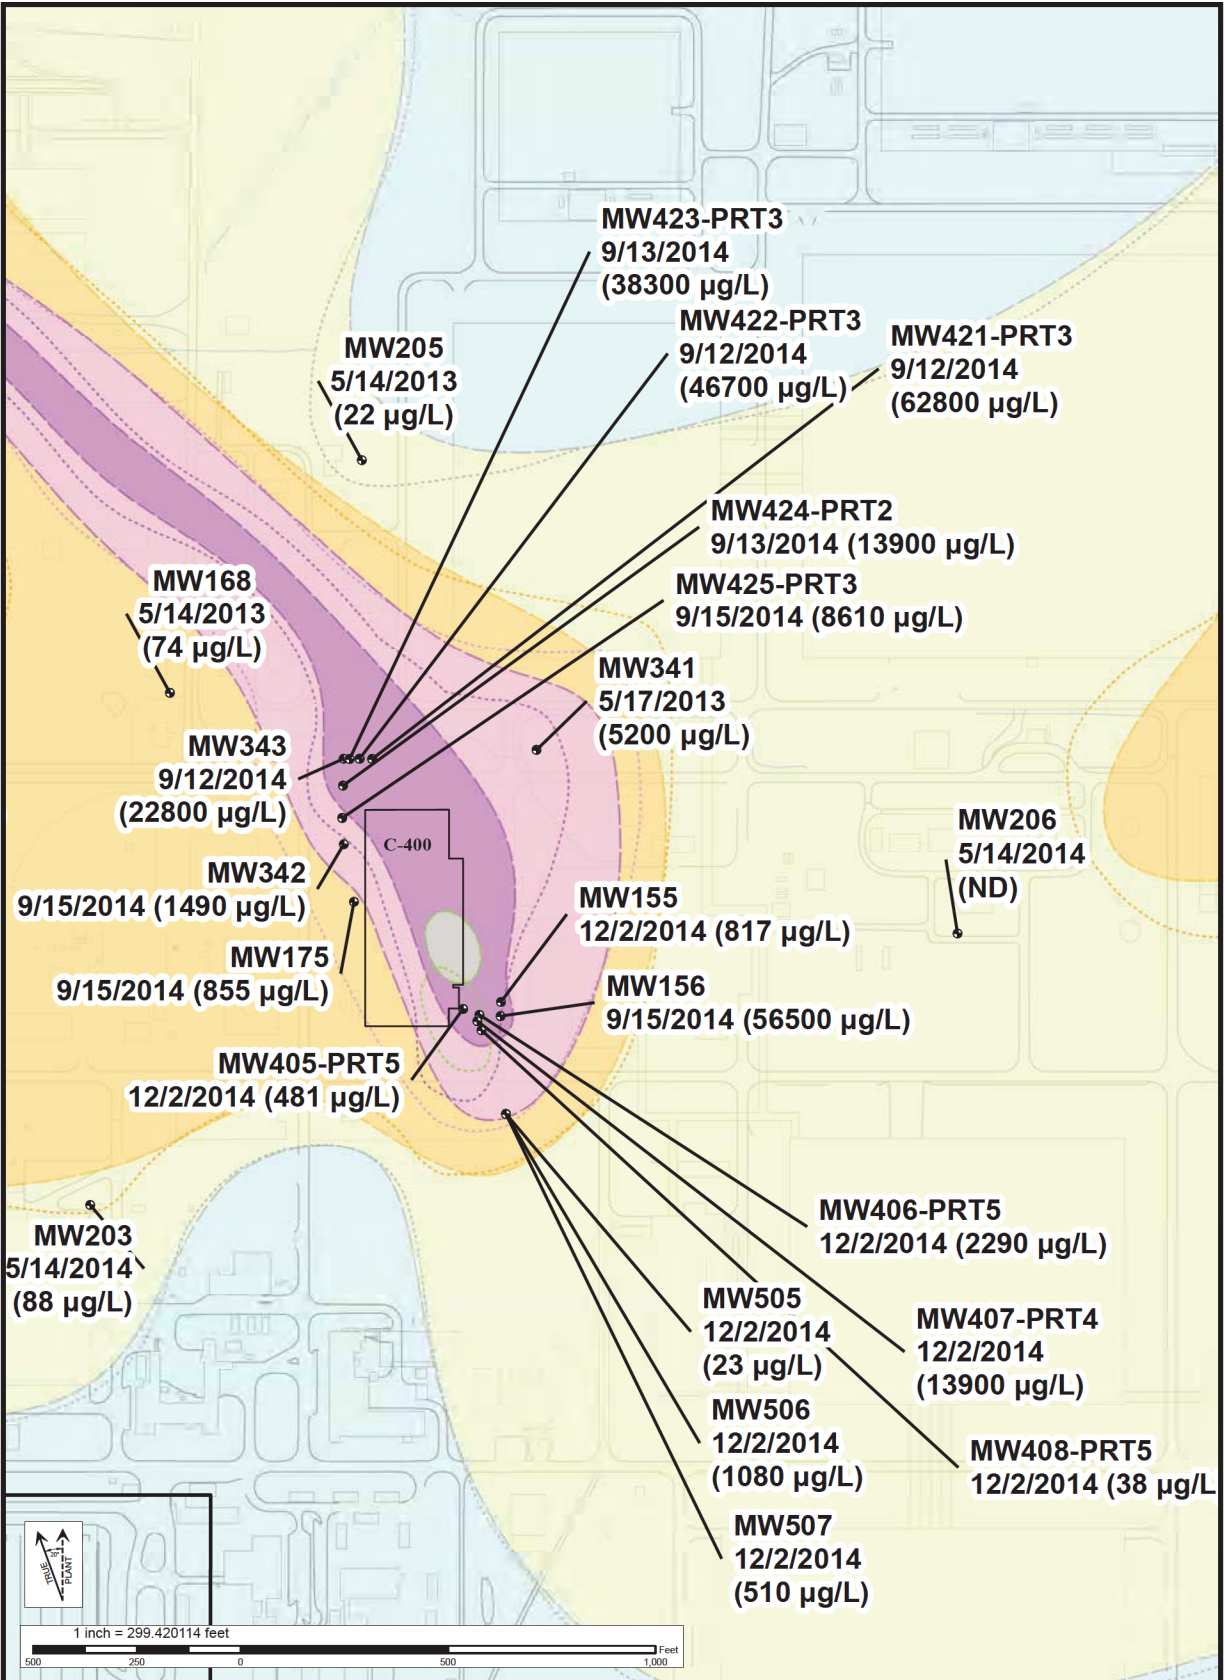 MW423-PRT3
9/13/2014
(38300 µg/L)
MW422-PRT3
9/12/2014
(46700 µg/L)
MW421-PRT3
9/12/2014
(62800 µg/L)
MW205
5/14/2013
(22 µg/L)
MW424-PRT2
9/13/2014 (13900 µg/L)
MW168
5/14/2013
(74 µg/L)
MW425-PRT3
9/15/2014 (8610 µg/L)
MW341
5/17/2013
(5200 µg/L)
MW343
9/12/2014
(22800 µg/L)
C-400
MW206
5/14/2014
(ND)
MW342
9/15/2014 (1490 µg/L)
MW155
12/2/2014 (817 µg/L)
MW175
9/15/2014 (855 µg/L)
MW156
9/15/2014 (56500 µg/L)
MW405-PRT5
12/2/2014 (481 µg/L)
MW203
5/14/2014
(88 µg/L)
MW406-PRT5
12/2/2014 (2290 µg/L)
MW505
12/2/2014
(23 µg/L)
MW407-PRT4
12/2/2014
(13900 µg/L)
MW506
12/2/2014
(1080 µg/L)
MW408-PRT5
12/2/2014 (38 µg/L
MW507
12/2/2014
(510 µg/L)
TRUE
20°
PLANT
1 inch = 299.420114 feet
Feet
500 250 0 500 1,000